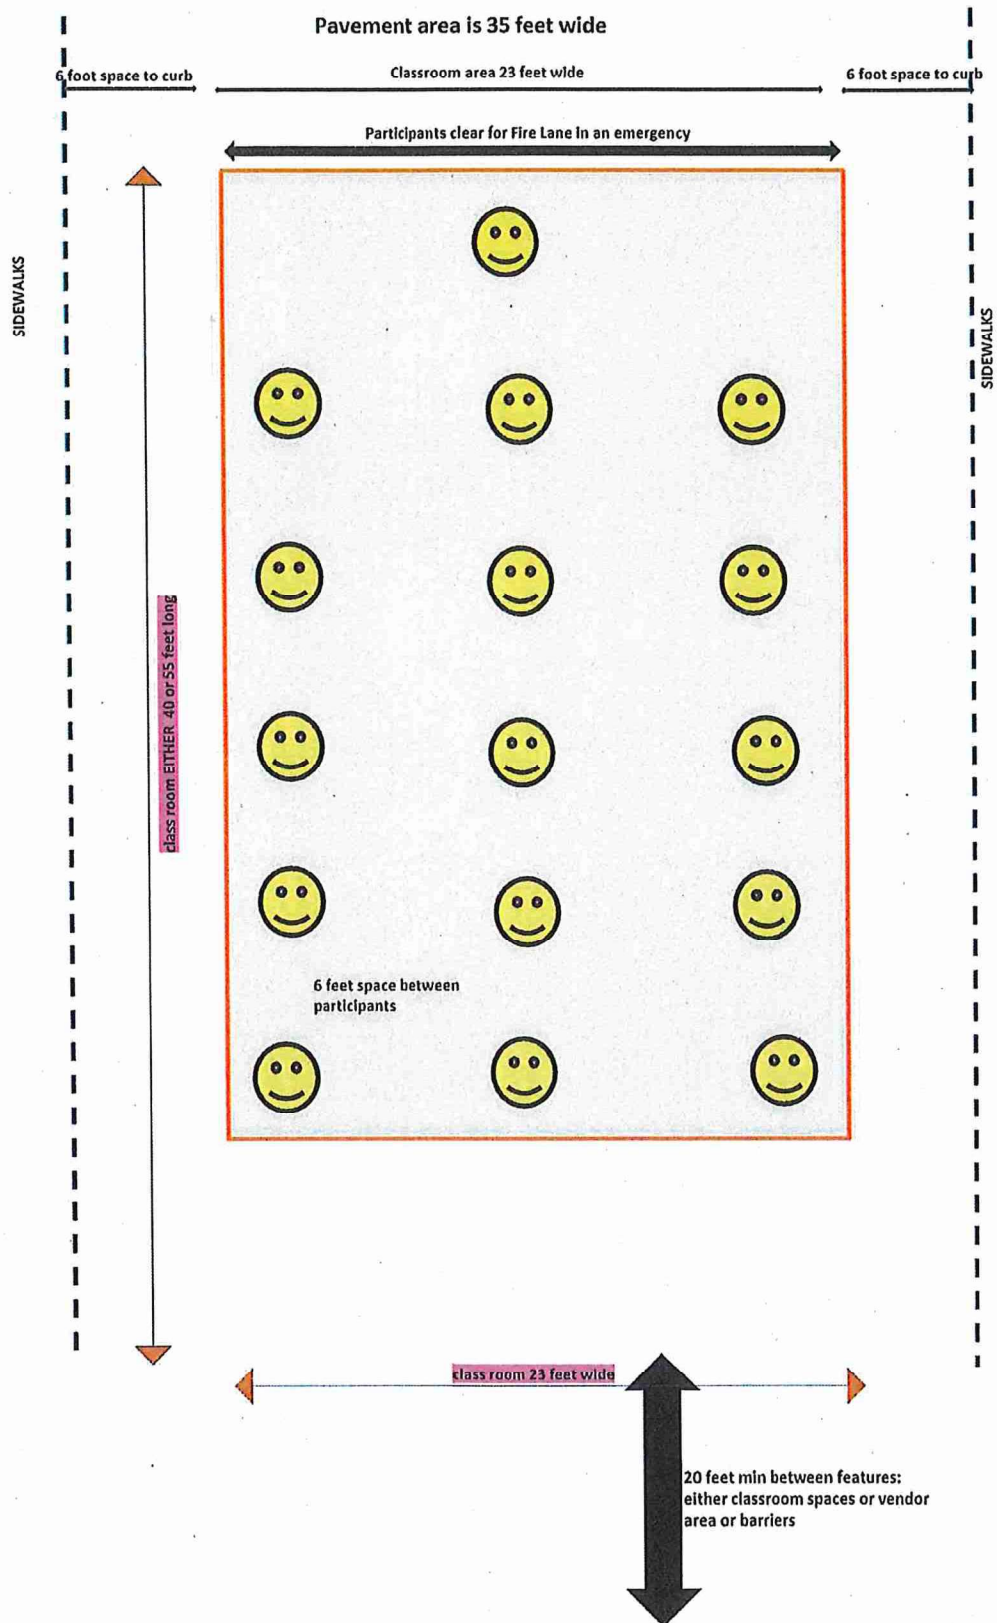 Pavement area is 35 feet wide
6 foot space to curb
Classroom area 23 feet wide
6 foot space to curb
Participants clear for Fire Lane in an emergency
SIDEWALKS
SIDEWALKS
class room EITHER 40 or 55 feet long
6 feet space between
participants
class room 23 feet wide
20 feet min between features:
either classroom spaces or vendor
area or barriers